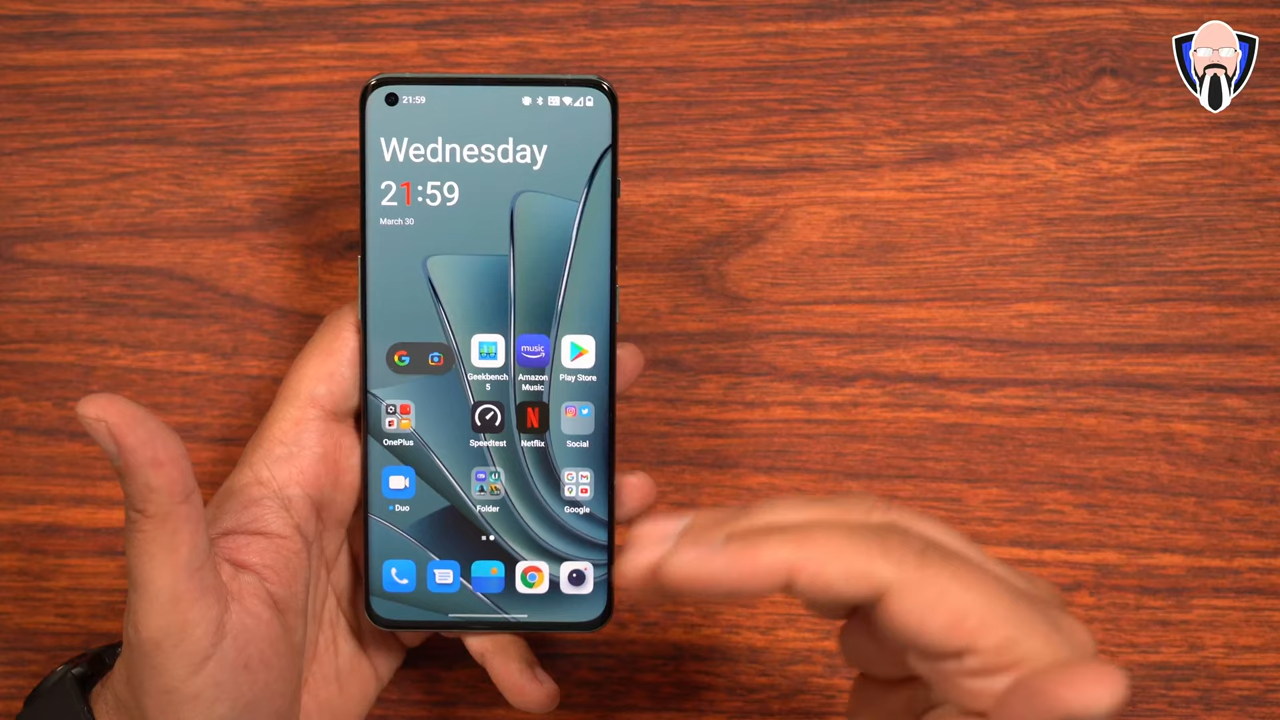 21:59
Wednesday
21:59
March 30
music
Geekbench
5
Amazon
Music
Play Store
OnePlus
Speedtest
N
Netflix
Social
Duo
Folder
Google